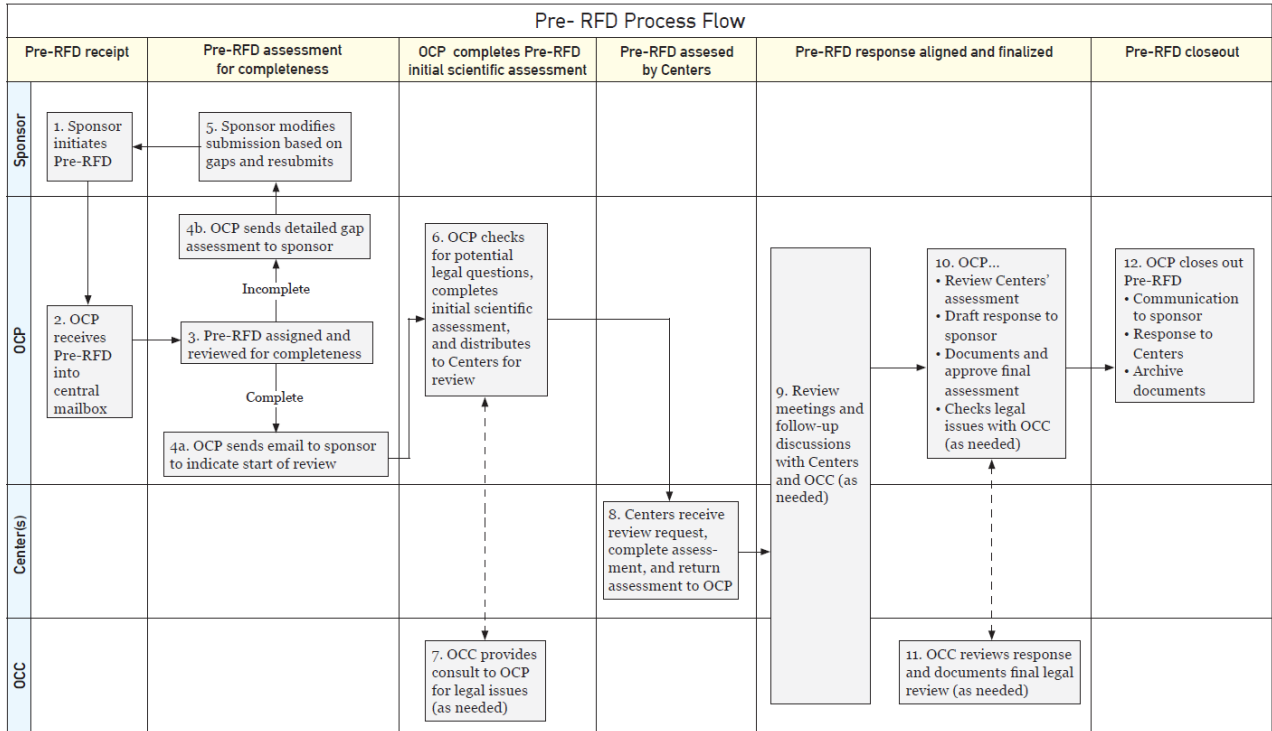 Pre- RFD Process Flow
Pre-RFD receipt
Pre-RFD assessment
for completeness
OCP completes Pre-RFD
initial scientific assessment
Pre-RFD assesed
by Centers
Pre-RFD response aligned and finalized
Pre-RFD closeout
Sponsor
1. Sponsor
initiates
Pre-RFD
5. Sponsor modifies
submission based on
gaps and resubmits
OCP
4b. OCP sends detailed gap
assessment to sponsor
Incomplete
2. OCP
receives
Pre-RFD
into
central
mailbox
3. Pre-RFD assigned and
reviewed for completeness
Complete
4a. OCP sends email to sponsor
to indicate start of review
6. OCP checks
for potential
legal questions,
completes
initial scientific
assessment,
and distributes
to Centers for
review
9. Review
meetings and
follow-up
discussions
with Centers
and OCC (as
needed)
10. OCP...
• Review Centers'
assessment
• Draft response to
sponsor
• Documents and
approve final
assessment
• Checks legal
issues with OCC
(as needed)
12. OCP closes out
Pre-RFD
• Communication
to sponsor
• Response to
Centers
• Archive
documents
Center(s)
8. Centers receive
review request,
complete assess-
ment, and return
assessment to OCP
OCC
7. OCC provides
consult to OCP
for legal issues
(as needed)
11. OCC reviews response
and documents final legal
review (as needed)